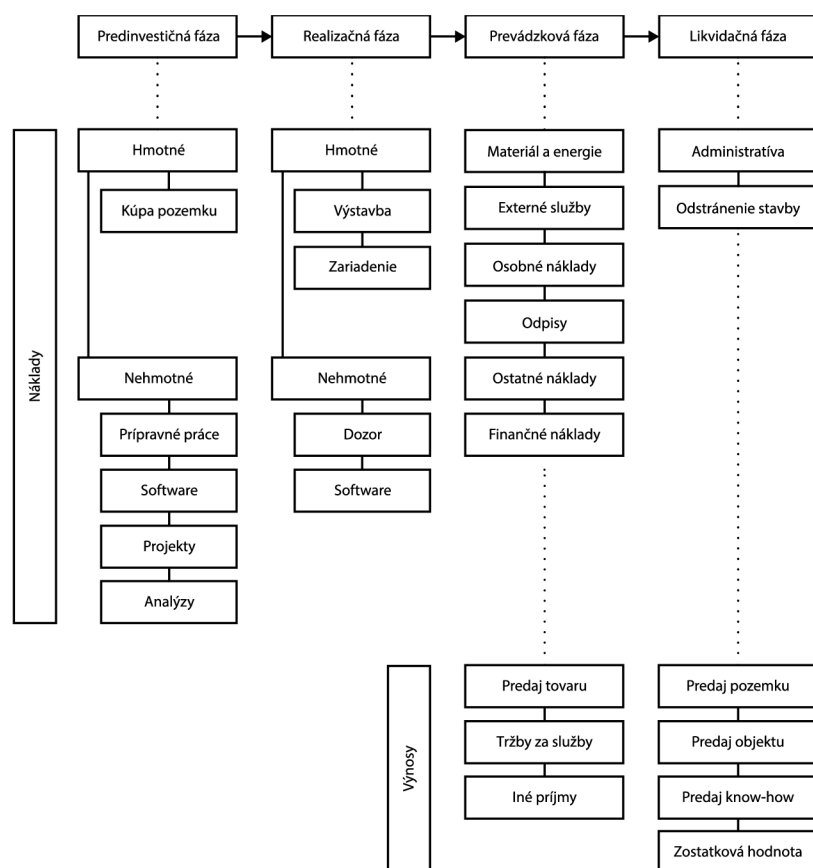 Predinvestičná fáza
Realizačná fáza
Prevádzková fáza
Likvidačná fáza
Náklady
Hmotné
Kúpa pozemku
Nehmotné
Prípravné práce
Software
Projekty
Analýzy
Hmotné
Výstavba
Zariadenie
Nehmotné
Dozor
Software
Materiál a energie
Externé služby
Osobné náklady
Odpisy
Ostatné náklady
Finančné náklady
Administratíva
Odstránenie stavby
Výnosy
Predaj tovaru
Tržby za služby
Iné príjmy
Predaj pozemku
Predaj objektu
Predaj know-how
Zostatková hodnota